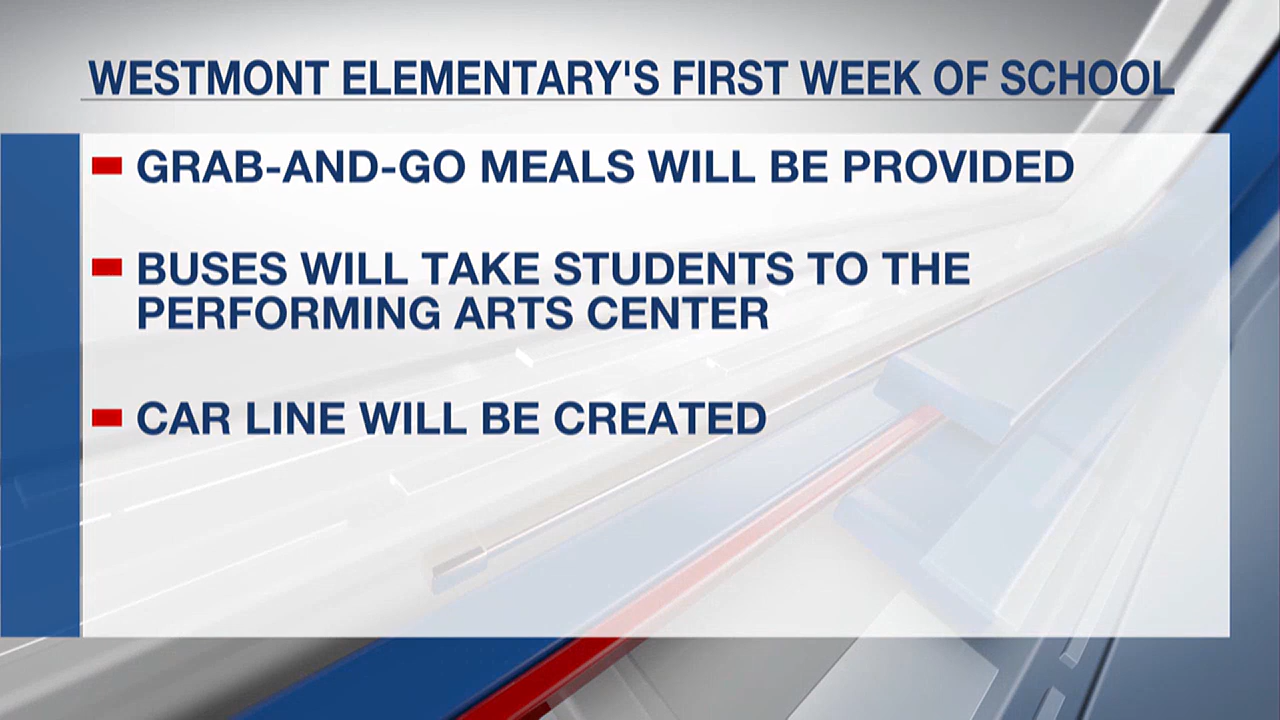 WESTMONT ELEMENTARY'S FIRST WEEK OF SCHOOL
GRAB-AND-GO MEALS WILL BE PROVIDED
BUSES WILL TAKE STUDENTS TO THE
PERFORMING ARTS CENTER
CAR LINE WILL BE CREATED